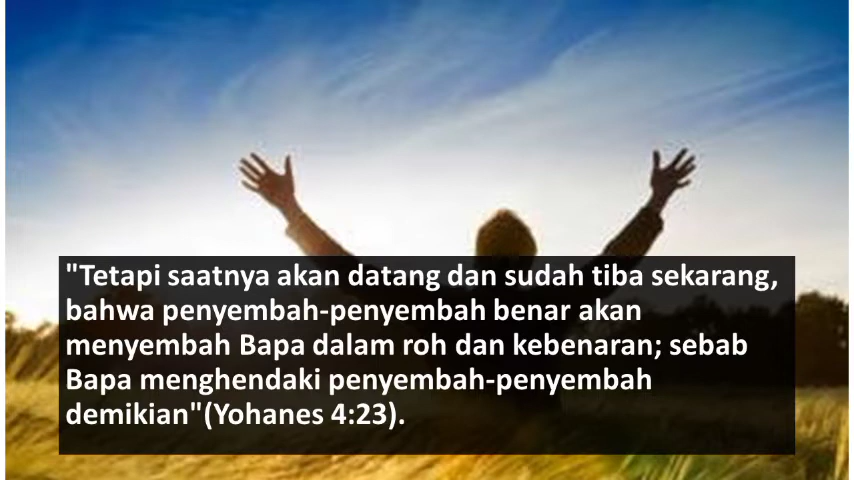 "Tetapi saatnya akan datang dan sudah tiba sekarang,
bahwa penyembah-penyembah benar akan
menyembah Bapa dalam roh dan kebenaran; sebab
Bapa menghendaki penyembah-penyembah
demikian"(Yohanes 4:23).